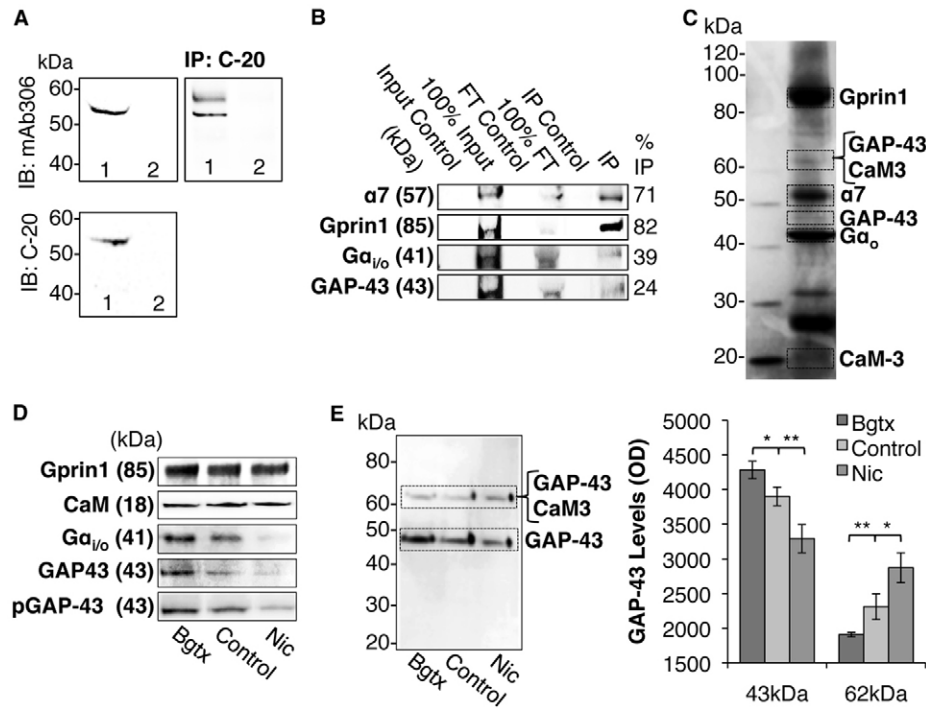 A
kDa
IP: C-20
IB: mAb306
60-
50-
40-
1 2
1 2
IB: C-20
60-
50-
40-
1 2
B
Input Control
100% Input
FT Control
100% FT
IP Control
IP
(kDa)
% IP
α7 (57) 71
Gprin1 (85) 82
Gαi/o (41) 39
GAP-43 (43) 24
C
kDa
120-
100-
80-
60-
50-
40-
30-
20-
Gprin1
GAP-43
CaM3
α7
GAP-43
Gαo
CaM-3
D
(kDa)
Gprin1 (85)
CaM (18)
Gαi/o (41)
GAP43 (43)
pGAP-43 (43)
Bgtx
Control
Nic
E
kDa
80-
60-
50-
40-
30-
20-
GAP-43
CaM3
GAP-43
Bgtx
Control
Nic
GAP-43 Levels (OD)
5000
4500
4000
3500
3000
2500
2000
1500
Bgtx
Control
Nic
* **
** *
43kDa 62kDa